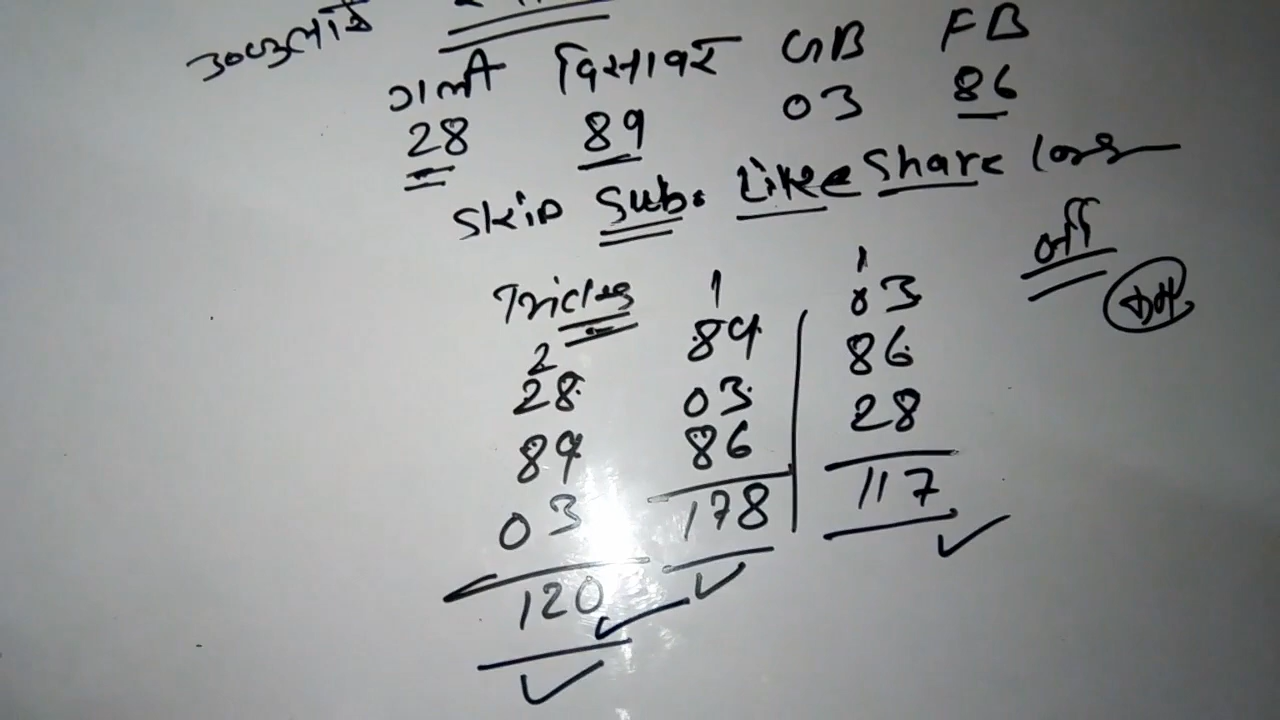 गली दिसावर GB FB
28 89 03 86
Skip Sub. Like Share
off
Tricks
2 1 1
28 89 03
89 03 86
03 86 28
120 178 117